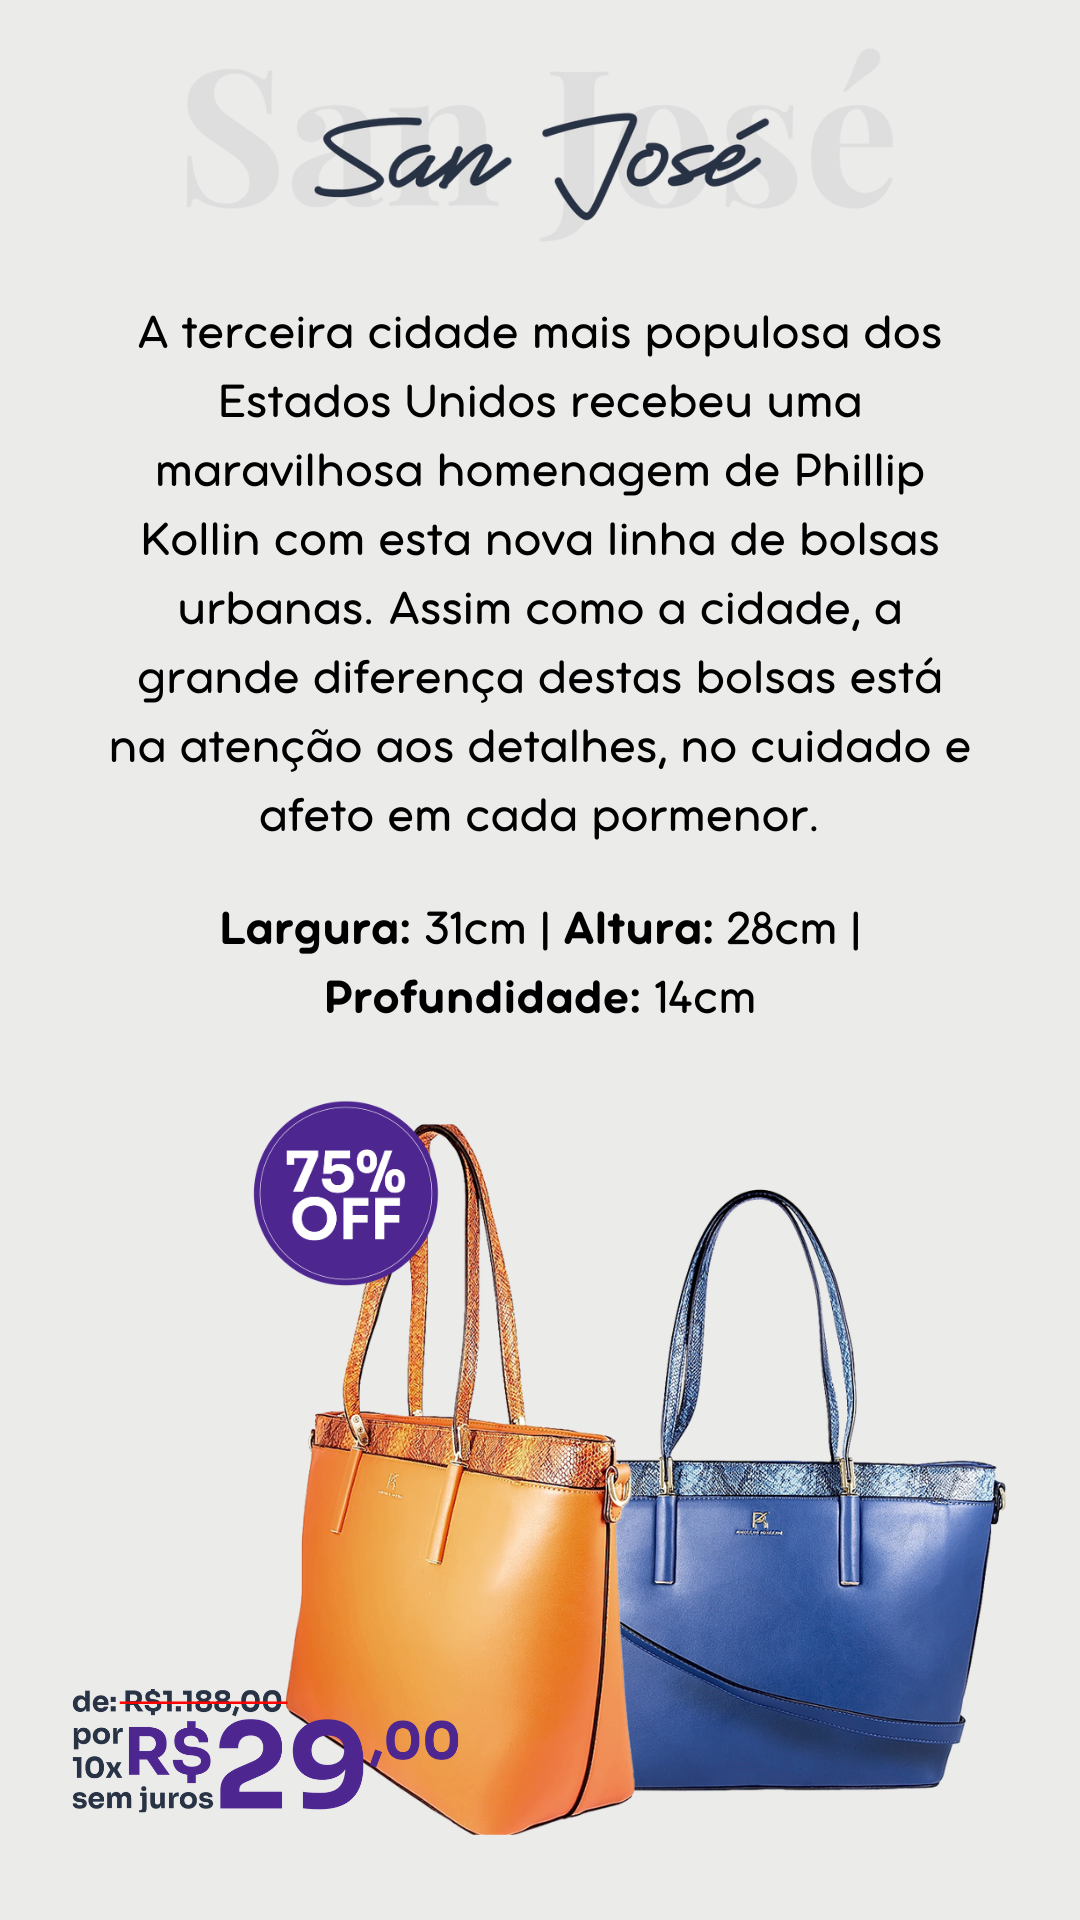 San José
San José
A terceira cidade mais populosa dos
Estados Unidos recebeu uma
maravilhosa homenagem de Phillip
Kollin com esta nova linha de bolsas
urbanas. Assim como a cidade, a
grande diferença destas bolsas está
na atenção aos detalhes, no cuidado e
afeto em cada pormenor.
Largura: 31cm | Altura: 28cm |
Profundidade: 14cm
75%
OFF
de: R$1.188,00
por
10x R$29,00
sem juros